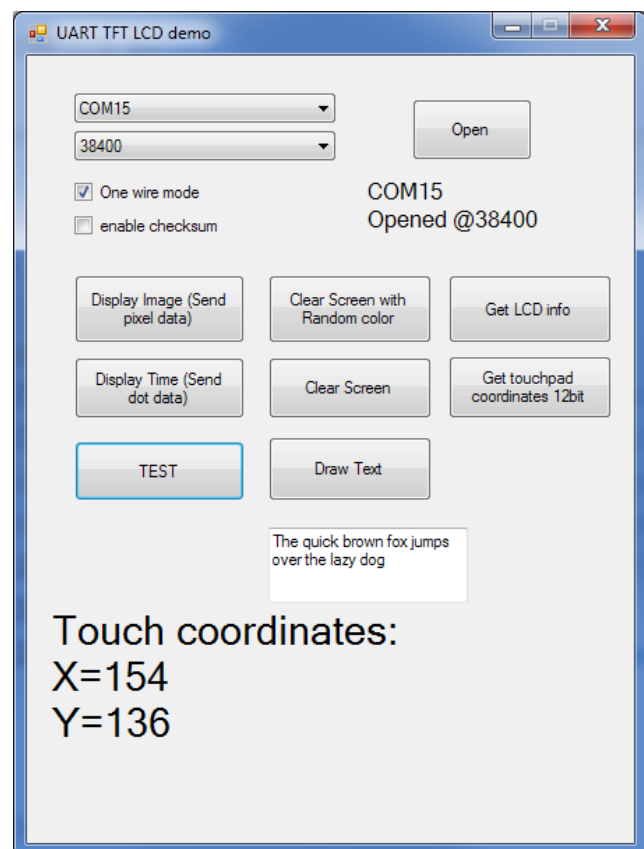 UART TFT LCD demo
COM15
38400
Open
One wire mode
enable checksum
COM15
Opened @38400
Display Image (Send
pixel data)
Clear Screen with
Random color
Get LCD info
Display Time (Send
dot data)
Clear Screen
Get touchpad
coordinates 12bit
TEST
Draw Text
The quick brown fox jumps
over the lazy dog
Touch coordinates:
X=154
Y=136